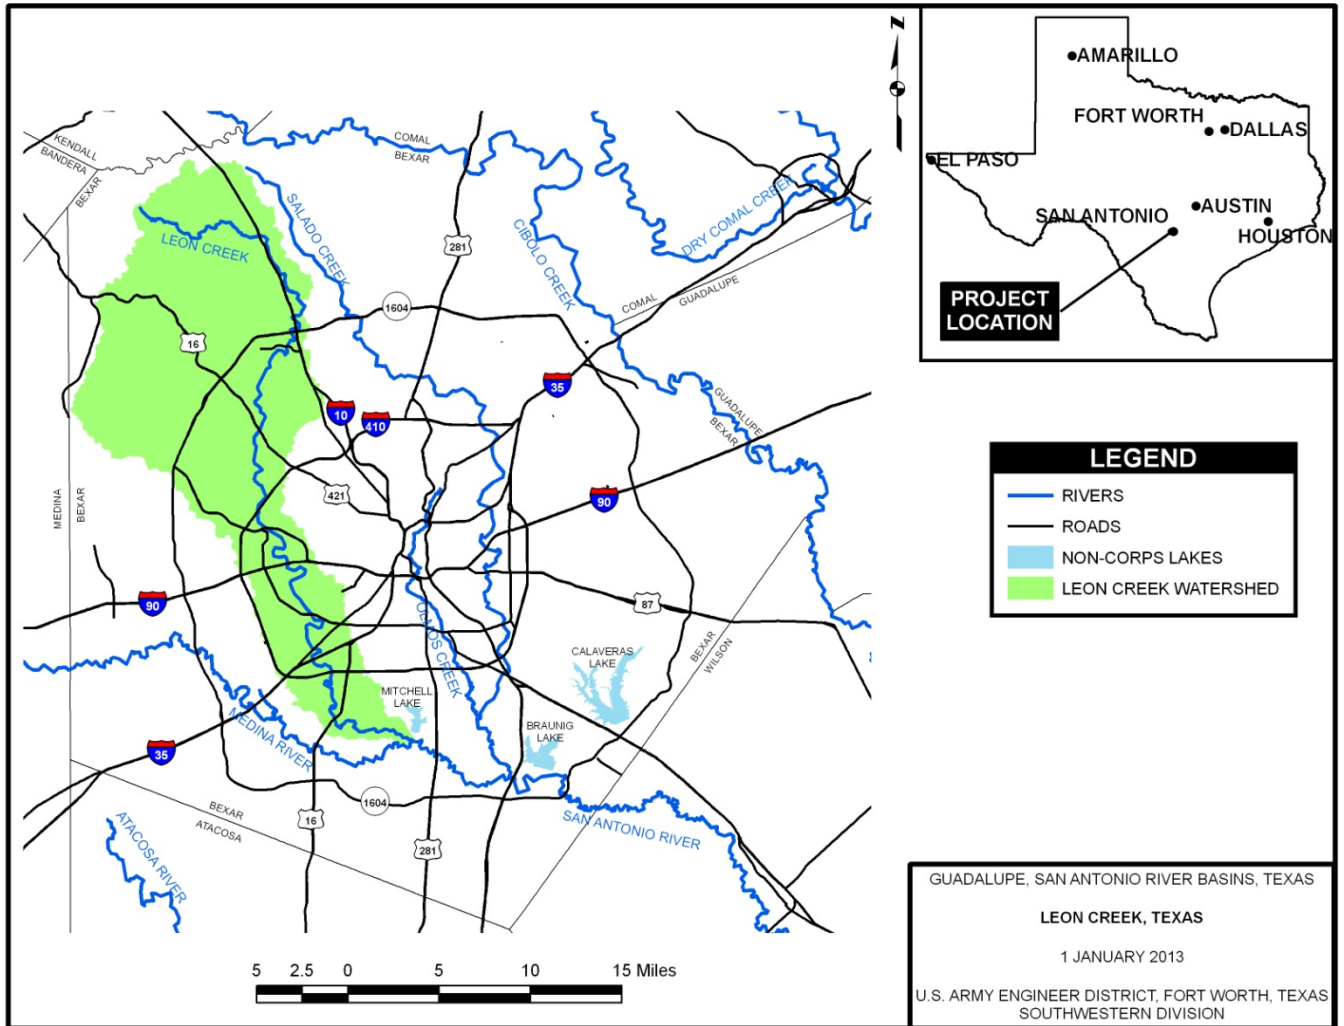 N
AMARILLO
FORT WORTH
DALLAS
EL PASO
SAN ANTONIO
AUSTIN
HOUSTON
PROJECT
LOCATION
KENDALL
BANDERA
BEXAR
COMAL
BEXAR
SALADO CREEK
LEON CREEK
281
CIBOLO CREEK
DRY COMAL CREEK
COMAL
GUADALUPE
1604
16
35
10
410
GUADALUPE
BEXAR
421
90
MEDINA
BEXAR
90
87
OLMOS CREEK
BEXAR
WILSON
CALAVERAS
LAKE
MITCHELL
LAKE
BRAUNIG
LAKE
MEDINA RIVER
35
1604
16
BEXAR
ATACOSA
SAN ANTONIO RIVER
281
ATACOSA RIVER
5 2.5 0 5 10 15 Miles
LEGEND
RIVERS
ROADS
NON-CORPS LAKES
LEON CREEK WATERSHED
GUADALUPE, SAN ANTONIO RIVER BASINS, TEXAS
LEON CREEK, TEXAS
1 JANUARY 2013
U.S. ARMY ENGINEER DISTRICT, FORT WORTH, TEXAS
SOUTHWESTERN DIVISION